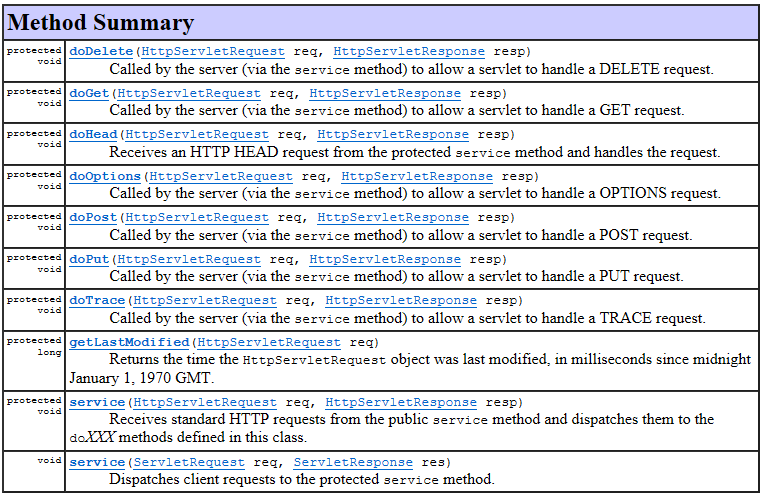 Method Summary
protected void doDelete(HttpServletRequest req, HttpServletResponse resp)
Called by the server (via the service method) to allow a servlet to handle a DELETE request.
protected void doGet(HttpServletRequest req, HttpServletResponse resp)
Called by the server (via the service method) to allow a servlet to handle a GET request.
protected void doHead(HttpServletRequest req, HttpServletResponse resp)
Receives an HTTP HEAD request from the protected service method and handles the request.
protected void doOptions(HttpServletRequest req, HttpServletResponse resp)
Called by the server (via the service method) to allow a servlet to handle a OPTIONS request.
protected void doPost(HttpServletRequest req, HttpServletResponse resp)
Called by the server (via the service method) to allow a servlet to handle a POST request.
protected void doPut(HttpServletRequest req, HttpServletResponse resp)
Called by the server (via the service method) to allow a servlet to handle a PUT request.
protected void doTrace(HttpServletRequest req, HttpServletResponse resp)
Called by the server (via the service method) to allow a servlet to handle a TRACE request.
protected long getLastModified(HttpServletRequest req)
Returns the time the HttpServletRequest object was last modified, in milliseconds since midnight
January 1, 1970 GMT.
protected void service(HttpServletRequest req, HttpServletResponse resp)
Receives standard HTTP requests from the public service method and dispatches them to the
doXXX methods defined in this class.
void service(ServletRequest req, ServletResponse res)
Dispatches client requests to the protected service method.